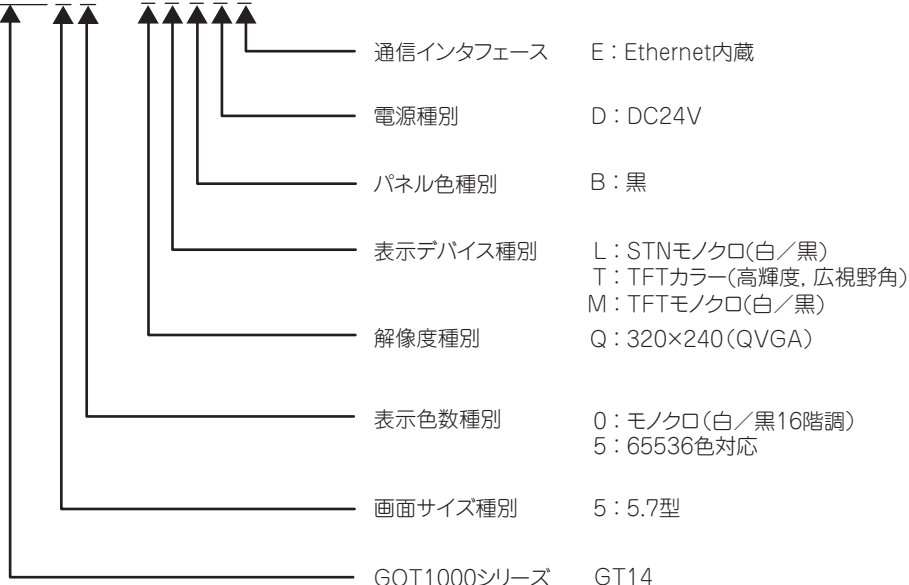 通信インタフェース E：Ethernet内蔵
電源種別 D：DC24V
パネル色種別 B：黒
表示デバイス種別 L：STNモノクロ(白／黒)
T：TFTカラー(高輝度, 広視野角)
M：TFTモノクロ(白／黒)
解像度種別 Q：320×240(QVGA)
表示色数種別 0：モノクロ(白／黒16階調)
5：65536色対応
画面サイズ種別 5：5.7型
GOT1000シリーズ GT14